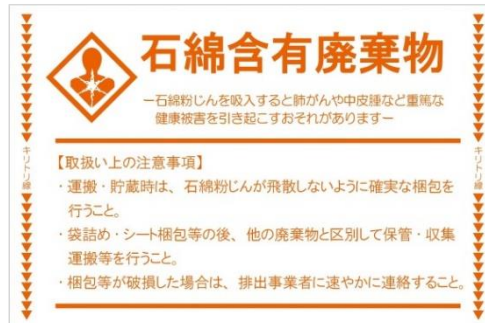 石綿含有廃棄物
ー石綿粉じんを吸入すると肺がんや中皮腫など重篤な
健康被害を引き起こすおそれがありますー
キリトリ線
キリトリ線
【取扱い上の注意事項】
・運搬・貯蔵時は、石綿粉じんが飛散しないように確実な梱包を
行うこと。
・袋詰め・シート梱包等の後、他の廃棄物と区別して保管・収集
運搬等を行うこと。
・梱包等が破損した場合は、排出事業者に速やかに連絡すること。